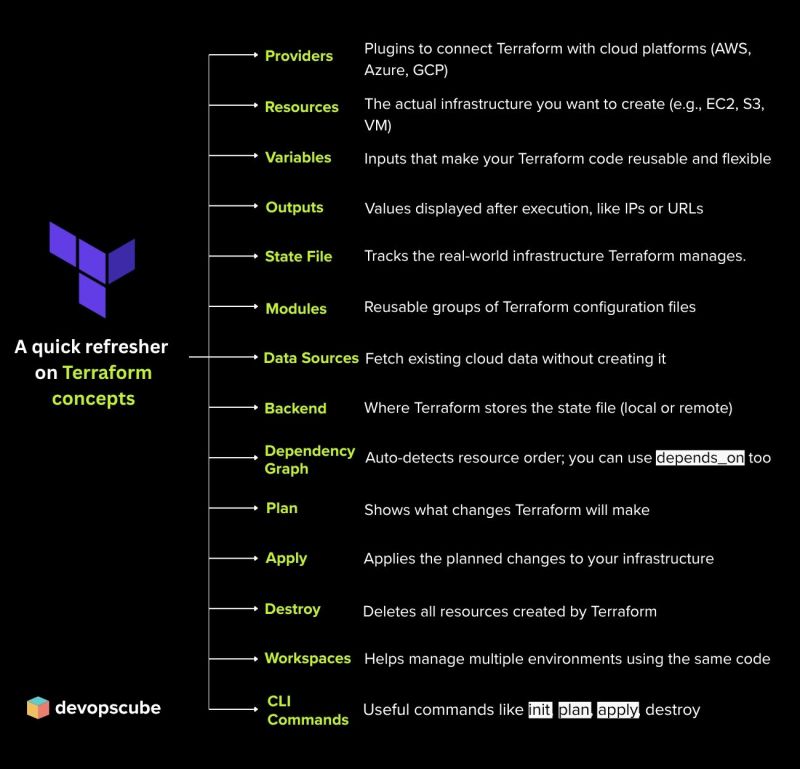 A quick refresher
on Terraform
concepts
Providers
Plugins to connect Terraform with cloud platforms (AWS,
Azure, GCP)
Resources
The actual infrastructure you want to create (e.g., EC2, S3,
VM)
Variables
Inputs that make your Terraform code reusable and flexible
Outputs
Values displayed after execution, like IPs or URLs
State File
Tracks the real-world infrastructure Terraform manages.
Modules
Reusable groups of Terraform configuration files
Data Sources
Fetch existing cloud data without creating it
Backend
Where Terraform stores the state file (local or remote)
Dependency
Graph
Auto-detects resource order; you can use depends_on too
Plan
Shows what changes Terraform will make
Apply
Applies the planned changes to your infrastructure
Destroy
Deletes all resources created by Terraform
Workspaces
Helps manage multiple environments using the same code
CLI
Commands
Useful commands like init, plan, apply, destroy
devopscube